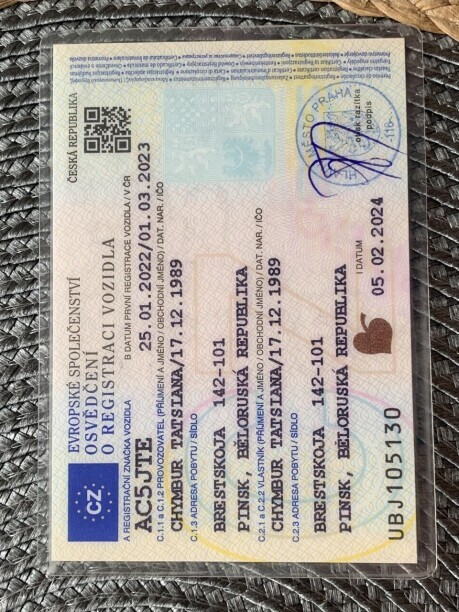 EVROPSKÉ SPOLEČENSTVÍ
ČESKÁ REPUBLIKA
OSVĚDČENÍ
O REGISTRACI VOZIDLA
CZ
A REGISTRAČNÍ ZNAČKA VOZIDLA
B DATUM PRVNÍ REGISTRACE VOZIDLA / V ČR
AC5JTE
25.01.2022/01.03.2023
C.1.1 a C.1.2 PROVOZOVATEL (PŘÍJMENÍ A JMÉNO / OBCHODNÍ JMÉNO) / DAT. NAR. / IČO
CHYMBUR TATSIANA/17.12.1989
C.1.3 ADRESA POBYTU / SÍDLO
BRESTSKOJA 142-101
PINSK, BĚLORUSKÁ REPUBLIKA
C.2.1 a C.2.2 VLASTNÍK (PŘÍJMENÍ A JMÉNO / OBCHODNÍ JMÉNO) / DAT. NAR. / IČO
CHYMBUR TATSIANA/17.12.1989
C.2.3 ADRESA POBYTU / SÍDLO
BRESTSKOJA 142-101
PINSK, BĚLORUSKÁ REPUBLIKA
I DATUM
05.02.2024
UBJ105130
otisk razítka
podpis
MĚSTO PRAHA